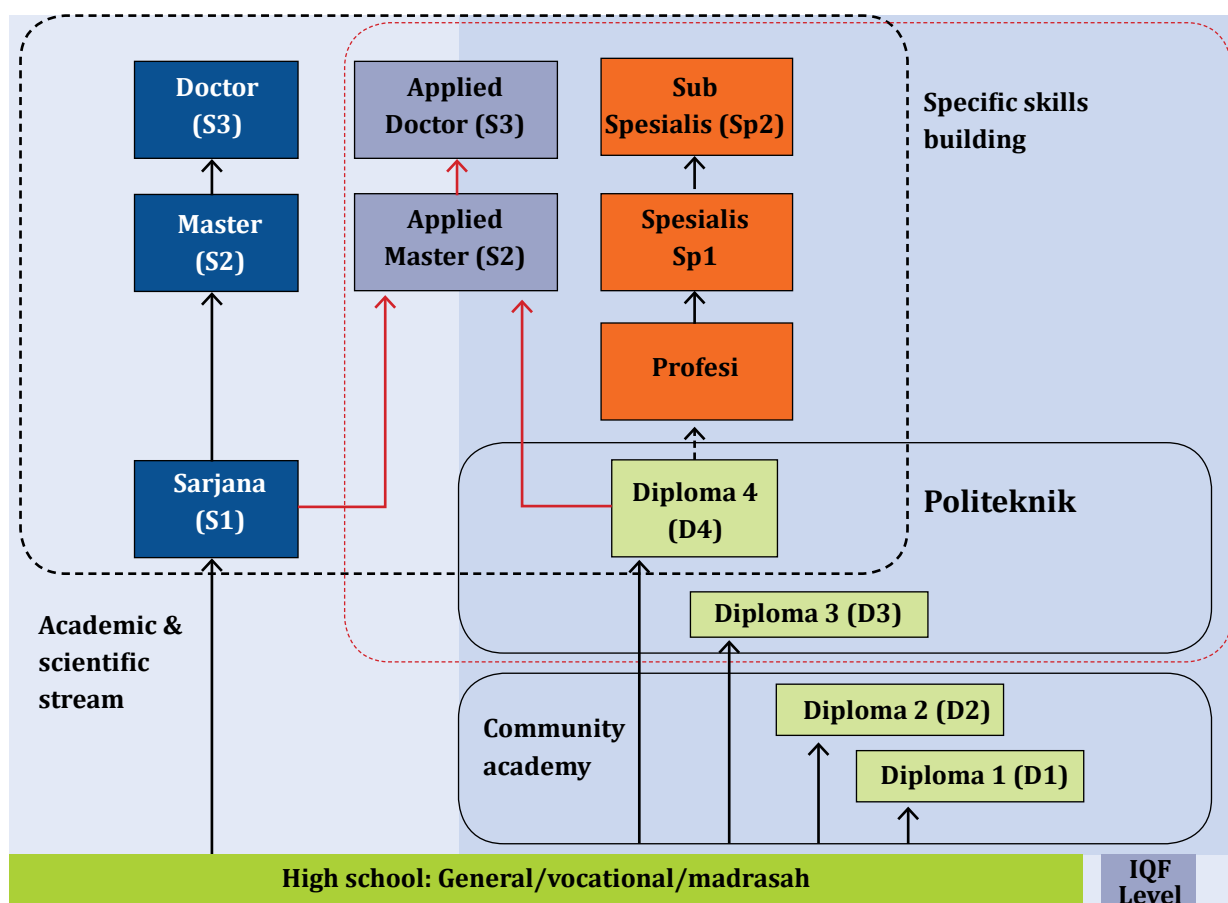 Doctor
(S3)
Applied
Doctor (S3)
Sub
Spesialis (Sp2)
Specific skills
building
Master
(S2)
Applied
Master (S2)
Spesialis
Sp1
Profesi
Sarjana
(S1)
Diploma 4
(D4)
Politeknik
Diploma 3 (D3)
Academic &
scientific
stream
Community
academy
Diploma 2 (D2)
Diploma 1 (D1)
High school: General/vocational/madrasah
IQF
Level